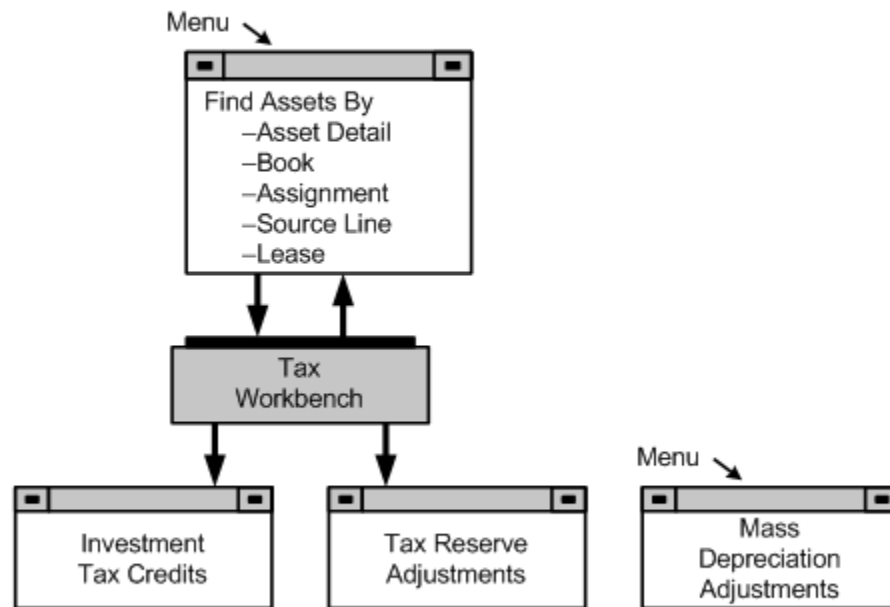 Menu
Find Assets By
–Asset Detail
–Book
–Assignment
–Source Line
–Lease
Tax
Workbench
Investment
Tax Credits
Tax Reserve
Adjustments
Menu
Mass
Depreciation
Adjustments